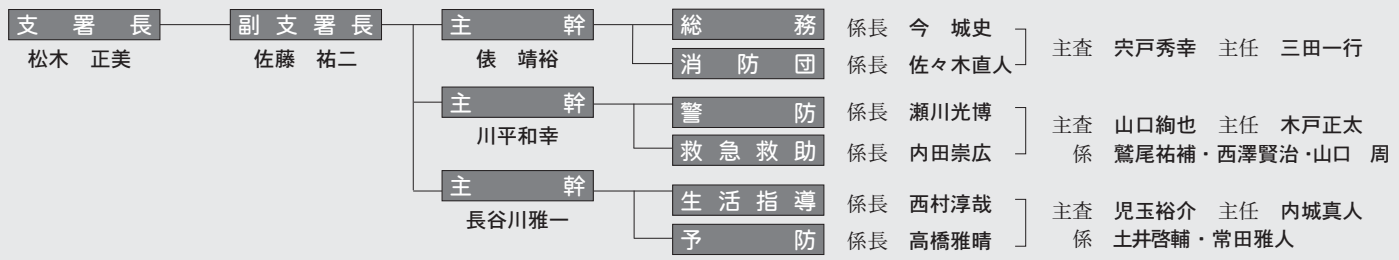 支署長 副支署長 主幹 総務 係長 今 城史
松木 正美 佐藤 祐二 俵 靖裕 主査 宍戸秀幸 主任 三田一行
消防団 係長 佐々木直人
主幹 警防 係長 瀬川光博
川平和幸 主査 山口絢也 主任 木戸正太
救急救助 係長 内田崇広 係 鷲尾祐補・西澤賢治・山口 周
主幹 生活指導 係長 西村淳哉
長谷川雅一 主査 児玉裕介 主任 内城真人
予防 係長 高橋雅晴 係 土井啓輔・常田雅人